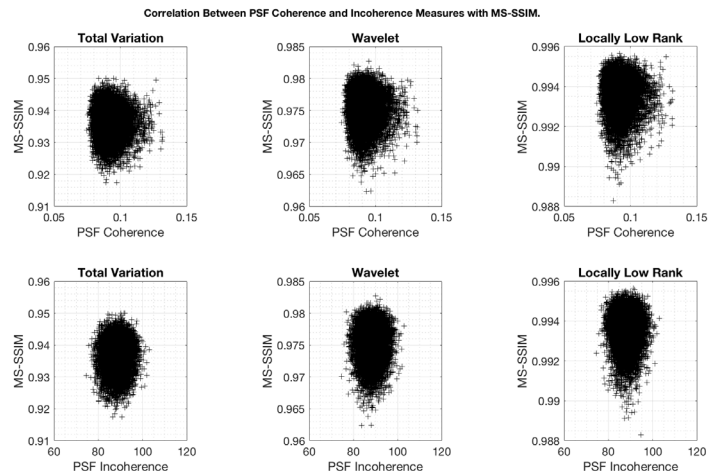 Correlation Between PSF Coherence and Incoherence Measures with MS-SSIM.
Total Variation
0.96
0.95
0.94
0.93
0.92
0.91
MS-SSIM
0.05 0.1 0.15
PSF Coherence
Wavelet
0.985
0.98
0.975
0.97
0.965
0.96
MS-SSIM
0.05 0.1 0.15
PSF Coherence
Locally Low Rank
0.996
0.994
0.992
0.99
0.988
MS-SSIM
0.05 0.1 0.15
PSF Coherence
Total Variation
0.96
0.95
0.94
0.93
0.92
0.91
MS-SSIM
60 80 100 120
PSF Incoherence
Wavelet
0.985
0.98
0.975
0.97
0.965
0.96
MS-SSIM
60 80 100 120
PSF Incoherence
Locally Low Rank
0.996
0.994
0.992
0.99
0.988
MS-SSIM
60 80 100 120
PSF Incoherence